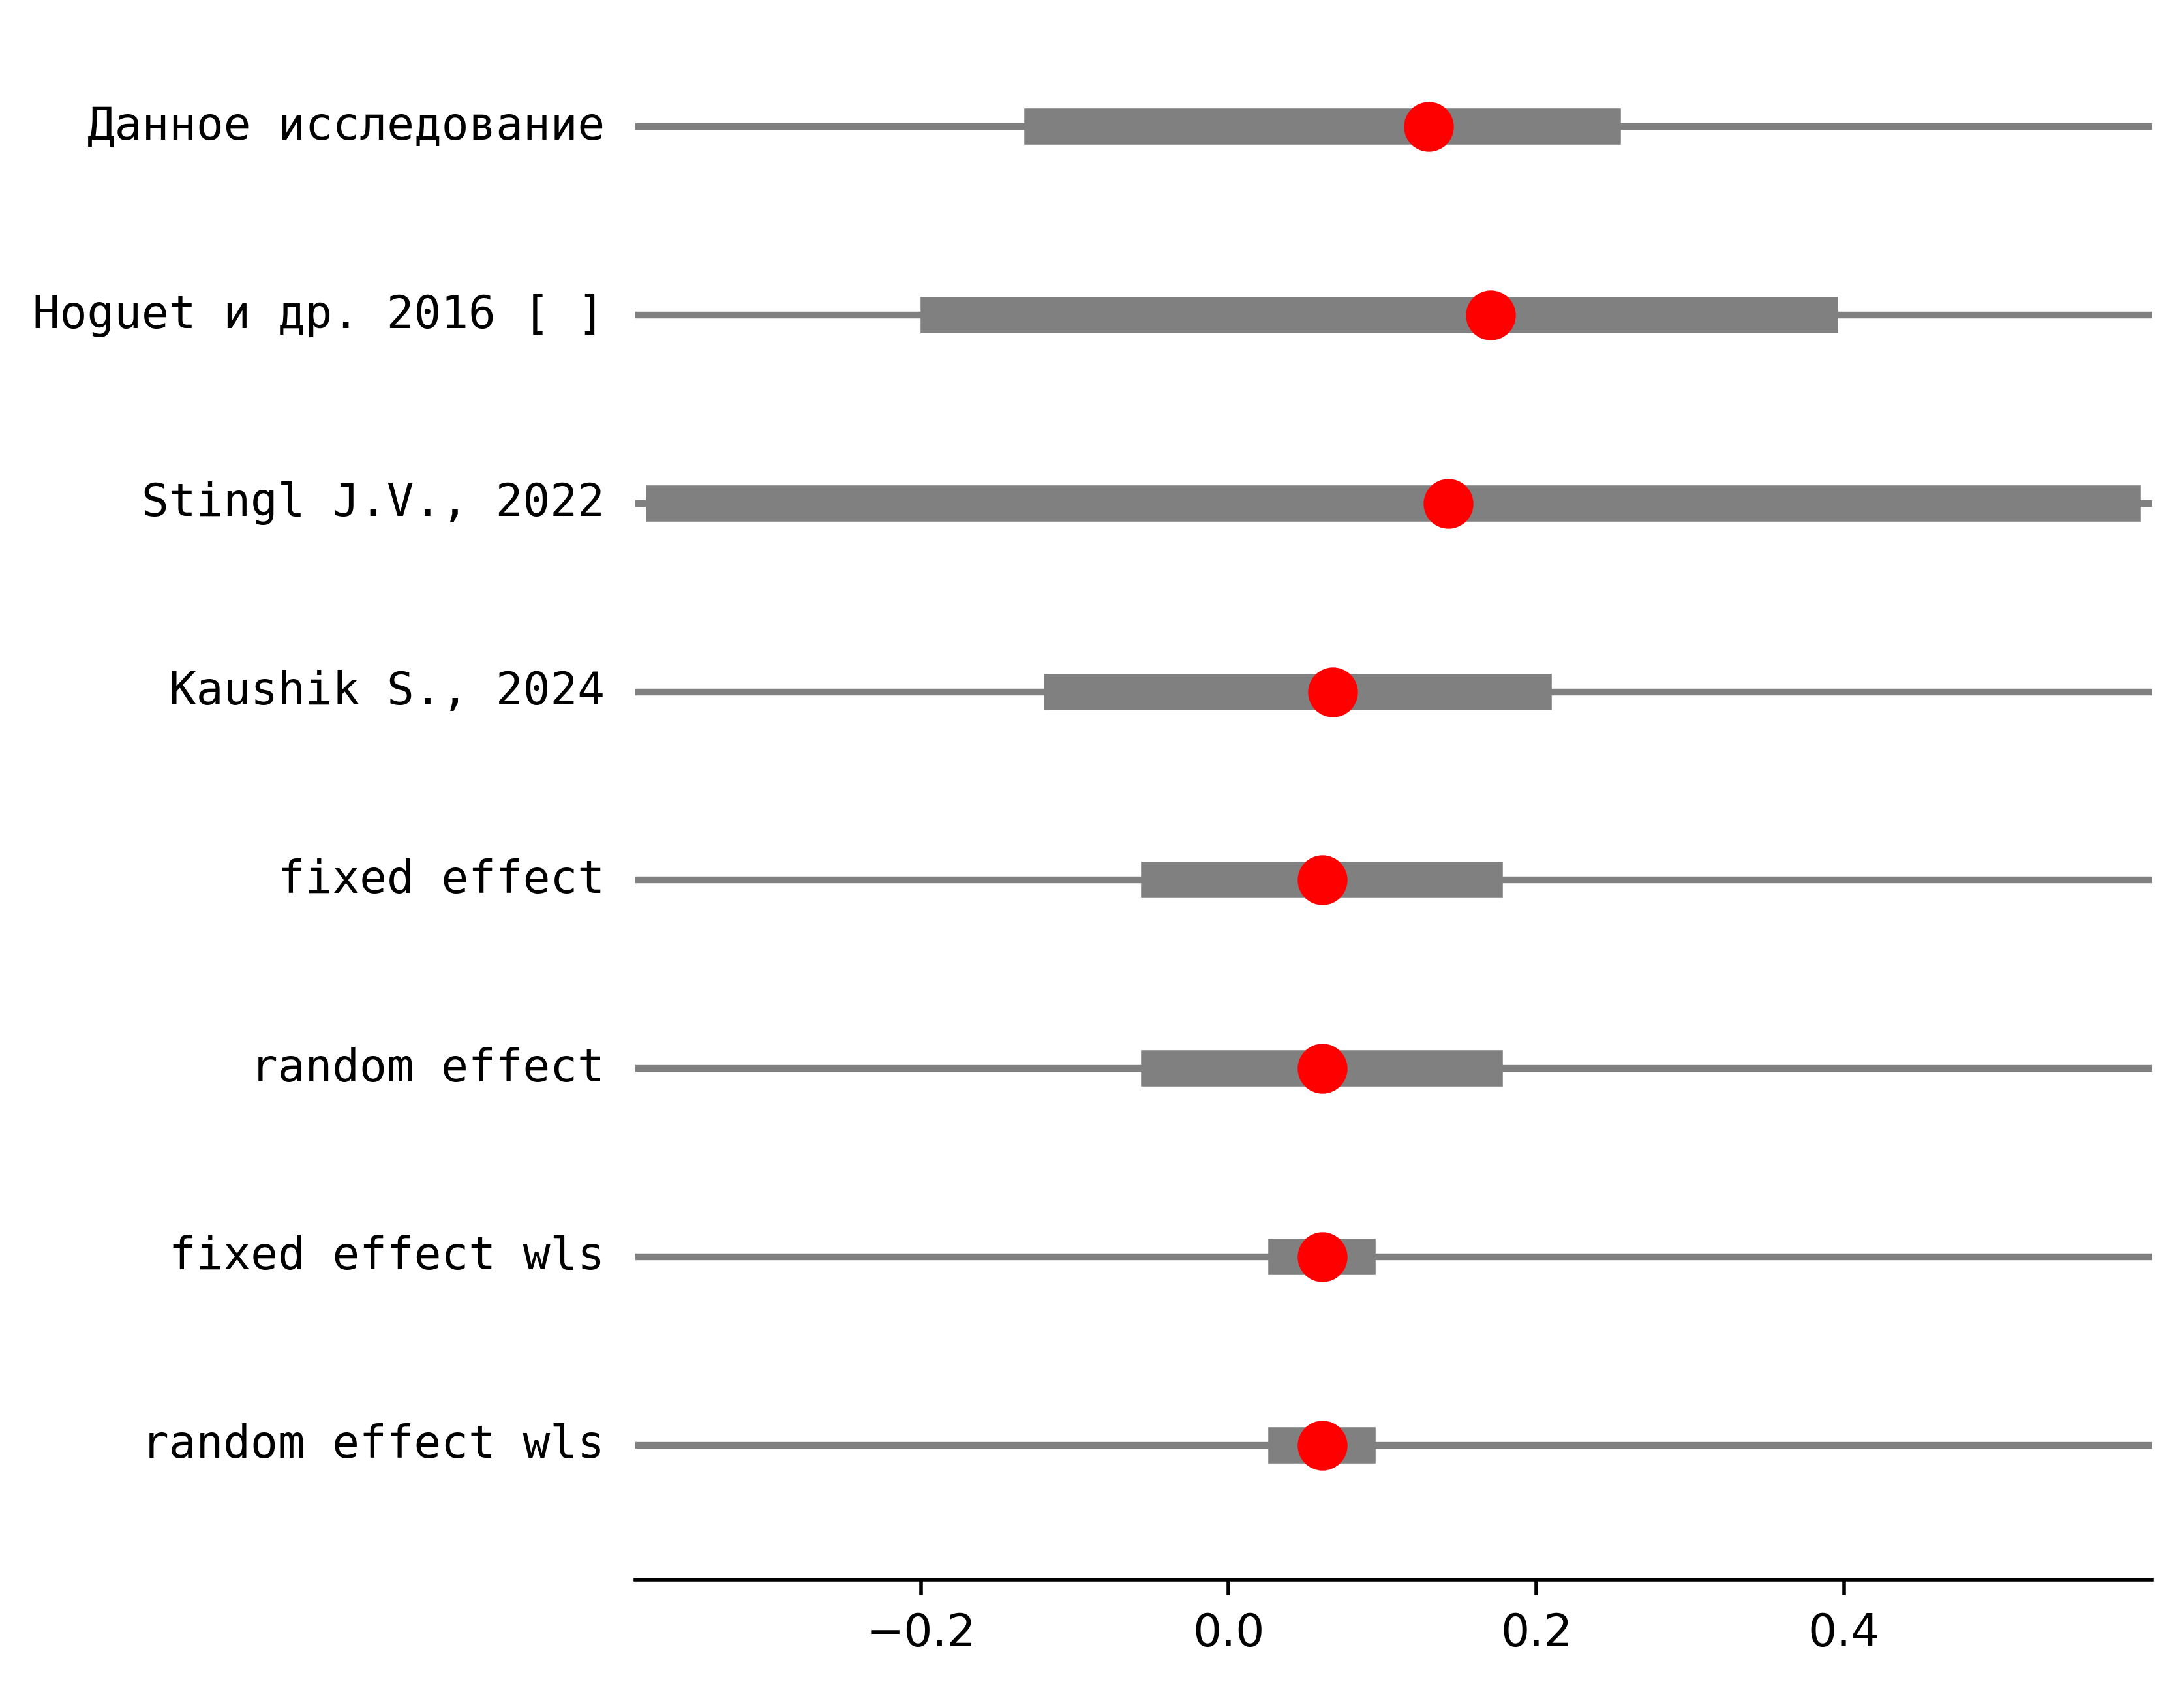 Данное исследование
Hoguet и др. 2016 [ ]
Stingl J.V., 2022
Kaushik S., 2024
fixed effect
random effect
fixed effect wls
random effect wls
−0.2 0.0 0.2 0.4